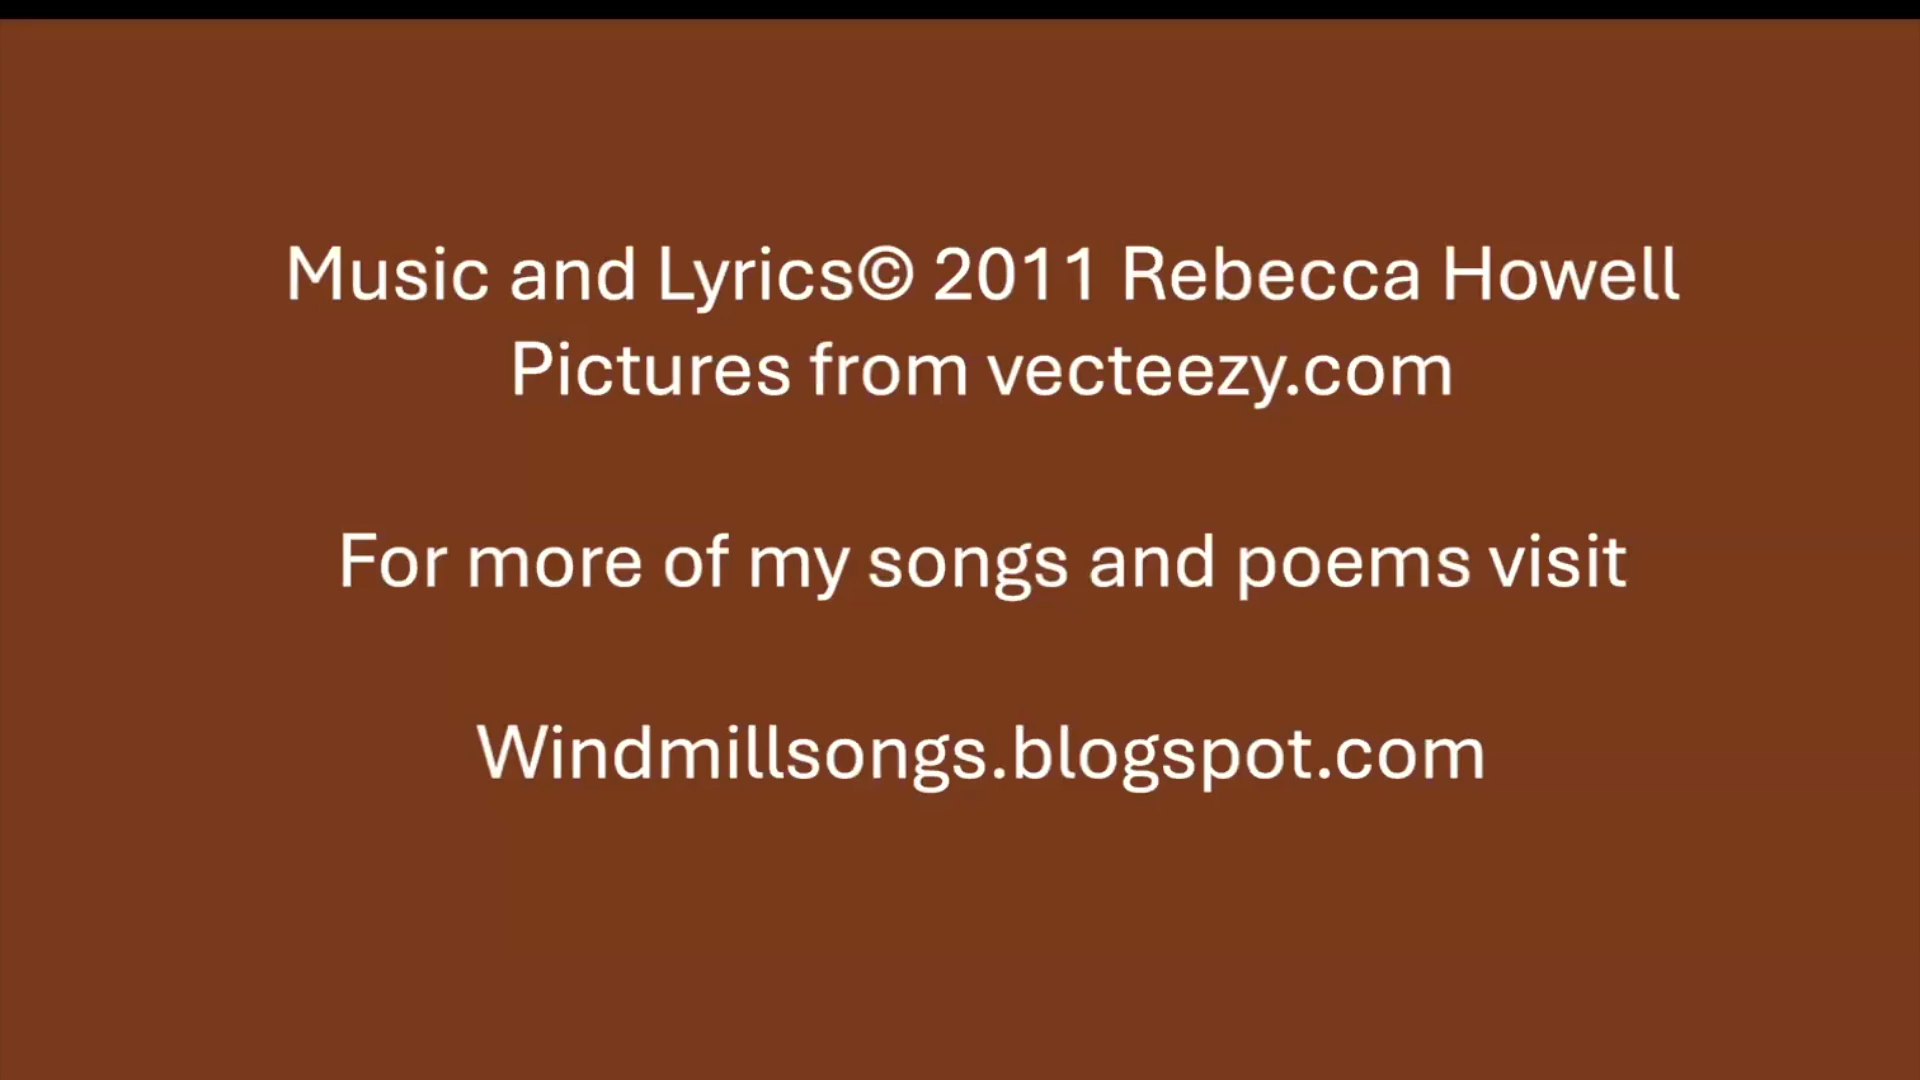 Music and Lyrics© 2011 Rebecca Howell
Pictures from vecteezy.com
For more of my songs and poems visit
Windmillsongs.blogspot.com